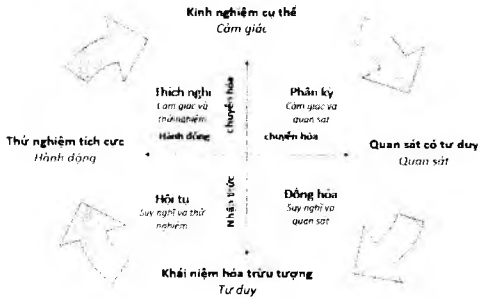 Kinh nghiệm cụ thể
Cảm giác
Thích nghi
Cảm giác và
thử nghiệm
Phân kỳ
Cảm giác và
quan sát
chuyển hóa
Thử nghiệm tích cực
Hành động
Hành động
chuyển hóa
Quan sát có tư duy
Quan sát
Hội tụ
Suy nghĩ và thử
nghiệm
Nhận thức
Đồng hóa
Suy nghĩ và
quan sát
Khái niệm hóa trừu tượng
Tư duy